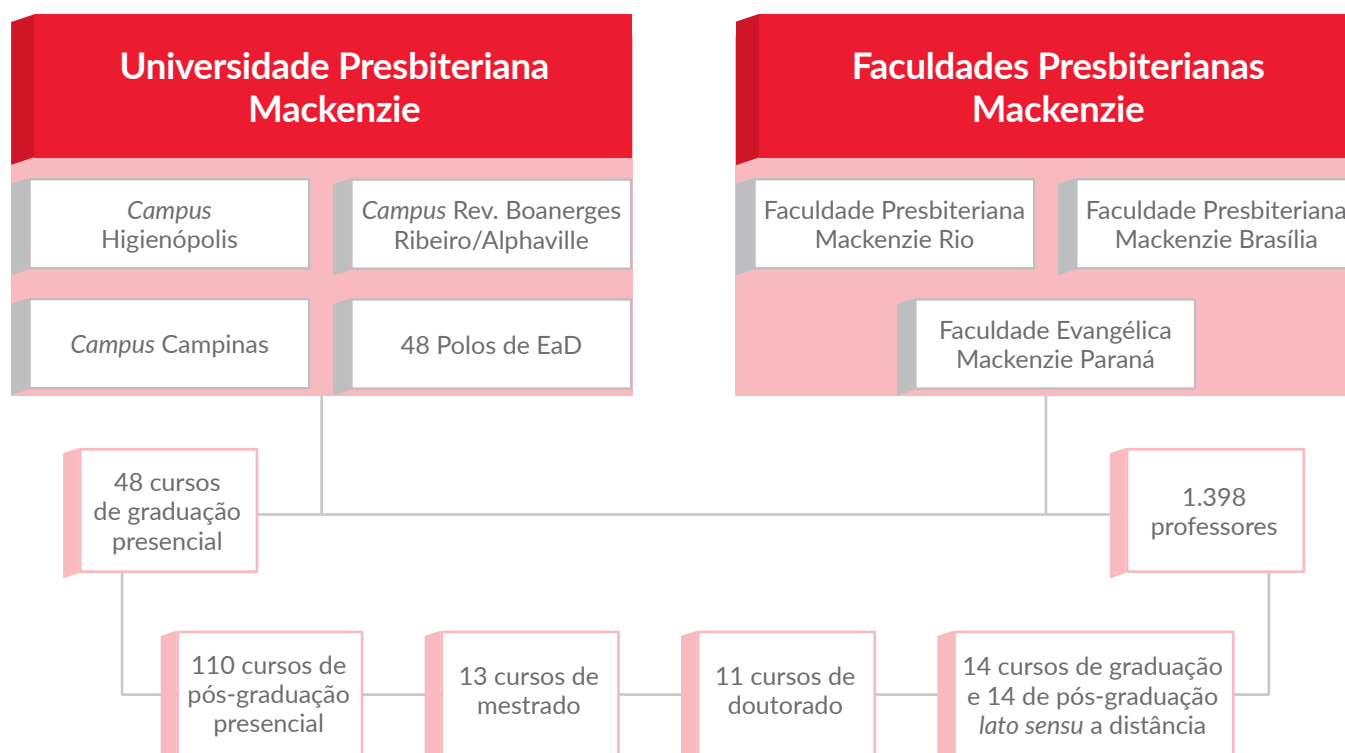 Universidade Presbiteriana
Mackenzie
Campus
Higienópolis
Campus Rev. Boanerges
Ribeiro/Alphaville
Campus Campinas
48 Polos de EaD
Faculdades Presbiterianas
Mackenzie
Faculdade Presbiteriana
Mackenzie Rio
Faculdade Presbiteriana
Mackenzie Brasília
Faculdade Evangélica
Mackenzie Paraná
48 cursos
de graduação
presencial
1.398
professores
110 cursos de
pós-graduação
presencial
13 cursos de
mestrado
11 cursos de
doutorado
14 cursos de graduação
e 14 de pós-graduação
lato sensu a distância